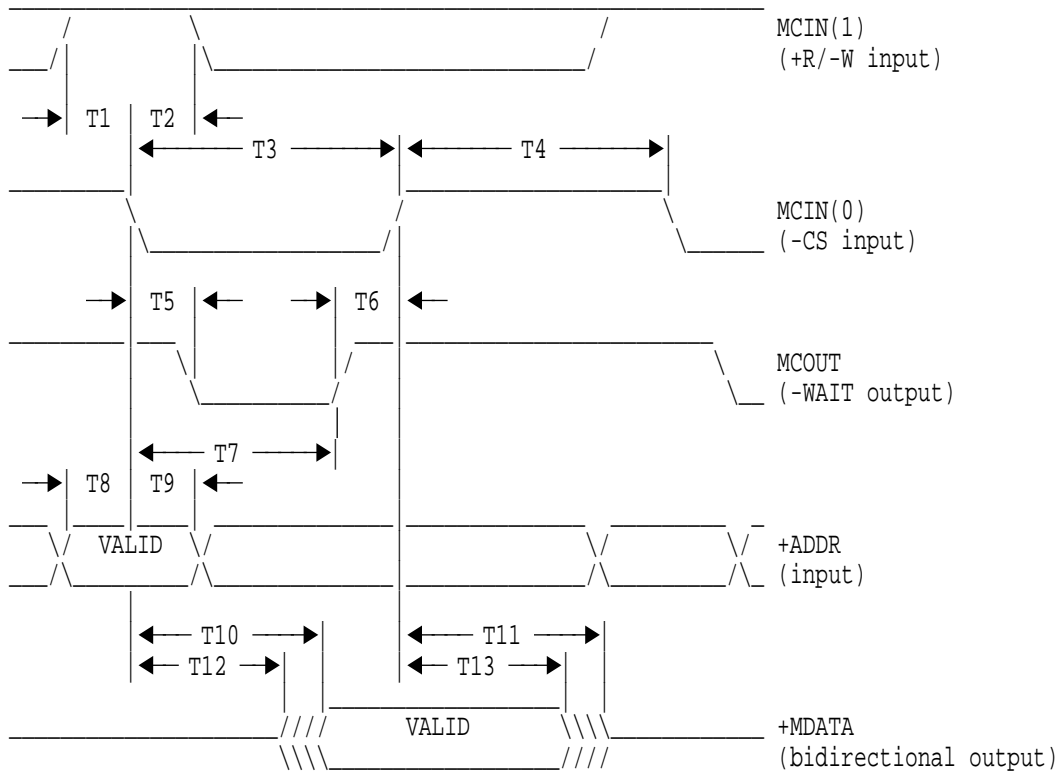 MCIN(1)
(+R/-W input)
T1 T2
T3 T4
MCIN(0)
(-CS input)
T5 T6
MCOUT
(-WAIT output)
T7
T8 T9
VALID
+ADDR
(input)
T10 T11
T12 T13
VALID
+MDATA
(bidirectional output)